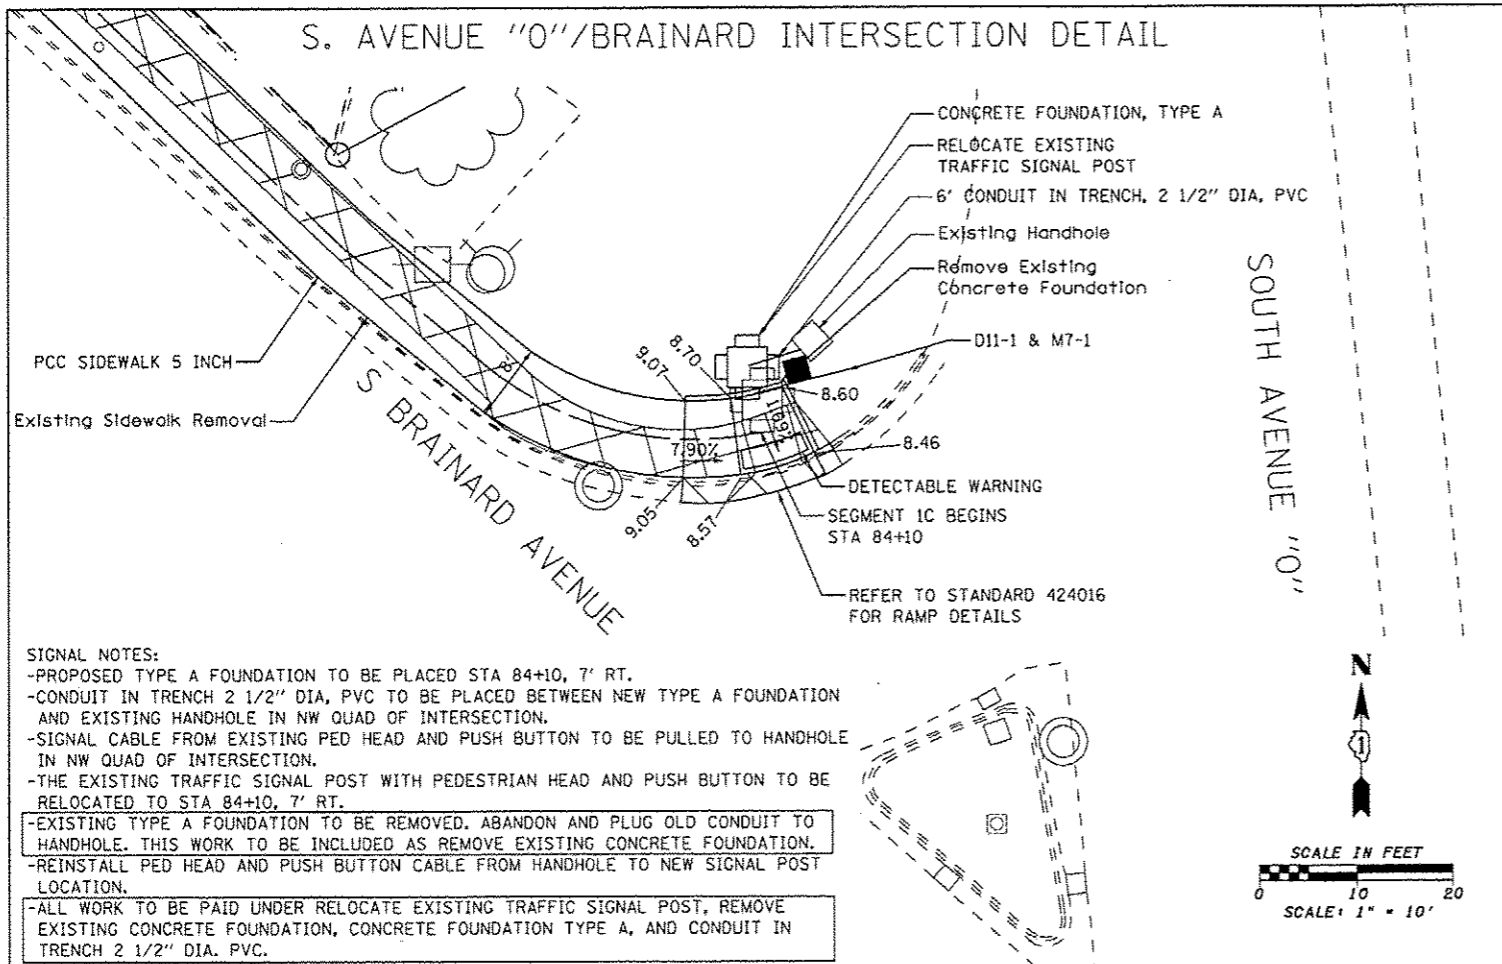 S. AVENUE "O"/BRAINARD INTERSECTION DETAIL
CONCRETE FOUNDATION, TYPE A
RELOCATE EXISTING
TRAFFIC SIGNAL POST
6' CONDUIT IN TRENCH, 2 1/2" DIA, PVC
Existing Handhole
Remove Existing
Concrete Foundation
D11-1 & M7-1
PCC SIDEWALK 5 INCH
Existing Sidewalk Removal
8'
9.07
8.70
8.60
8.46
7.90%
1.09%
9.05
8.57
DETECTABLE WARNING
SEGMENT 1C BEGINS
STA 84+10
REFER TO STANDARD 424016
FOR RAMP DETAILS
S BRAINARD AVENUE
SOUTH AVENUE "O"
SIGNAL NOTES:
-PROPOSED TYPE A FOUNDATION TO BE PLACED STA 84+10, 7' RT.
-CONDUIT IN TRENCH 2 1/2" DIA, PVC TO BE PLACED BETWEEN NEW TYPE A FOUNDATION
AND EXISTING HANDHOLE IN NW QUAD OF INTERSECTION.
-SIGNAL CABLE FROM EXISTING PED HEAD AND PUSH BUTTON TO BE PULLED TO HANDHOLE
IN NW QUAD OF INTERSECTION.
-THE EXISTING TRAFFIC SIGNAL POST WITH PEDESTRIAN HEAD AND PUSH BUTTON TO BE
RELOCATED TO STA 84+10, 7' RT.
-EXISTING TYPE A FOUNDATION TO BE REMOVED. ABANDON AND PLUG OLD CONDUIT TO
HANDHOLE. THIS WORK TO BE INCLUDED AS REMOVE EXISTING CONCRETE FOUNDATION.
-REINSTALL PED HEAD AND PUSH BUTTON CABLE FROM HANDHOLE TO NEW SIGNAL POST
LOCATION.
-ALL WORK TO BE PAID UNDER RELOCATE EXISTING TRAFFIC SIGNAL POST, REMOVE
EXISTING CONCRETE FOUNDATION, CONCRETE FOUNDATION TYPE A, AND CONDUIT IN
TRENCH 2 1/2" DIA. PVC.
N
1
SCALE IN FEET
0 10 20
SCALE: 1" = 10'